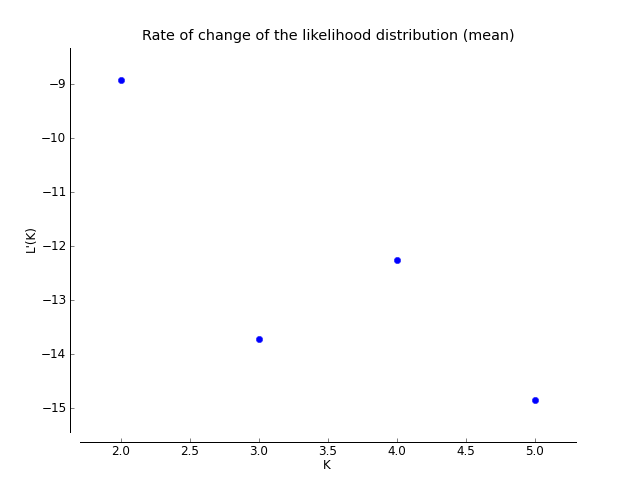 Rate of change of the likelihood distribution (mean)
−9
−10
−11
−12
−13
−14
−15
L'(K)
2.0 2.5 3.0 3.5 4.0 4.5 5.0
K